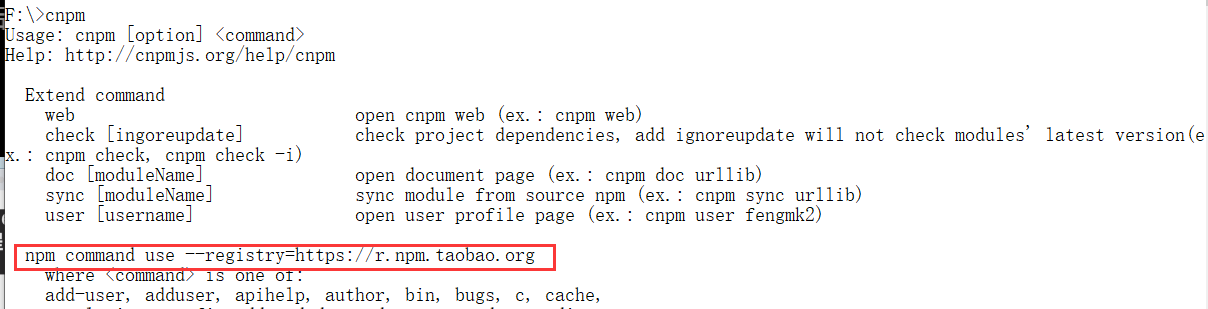 F:\>cnpm
Usage: cnpm [option] <command>
Help: http://cnpmjs.org/help/cnpm
Extend command
web open cnpm web (ex.: cnpm web)
check [ingoreupdate] check project dependencies, add ignoreupdate will not check modules' latest version(e
x.: cnpm check, cnpm check -i)
doc [moduleName] open document page (ex.: cnpm doc urllib)
sync [moduleName] sync module from source npm (ex.: cnpm sync urllib)
user [username] open user profile page (ex.: cnpm user fengmk2)
npm command use --registry=https://r.npm.taobao.org
where <command> is one of:
add-user, adduser, apihelp, author, bin, bugs, c, cache,